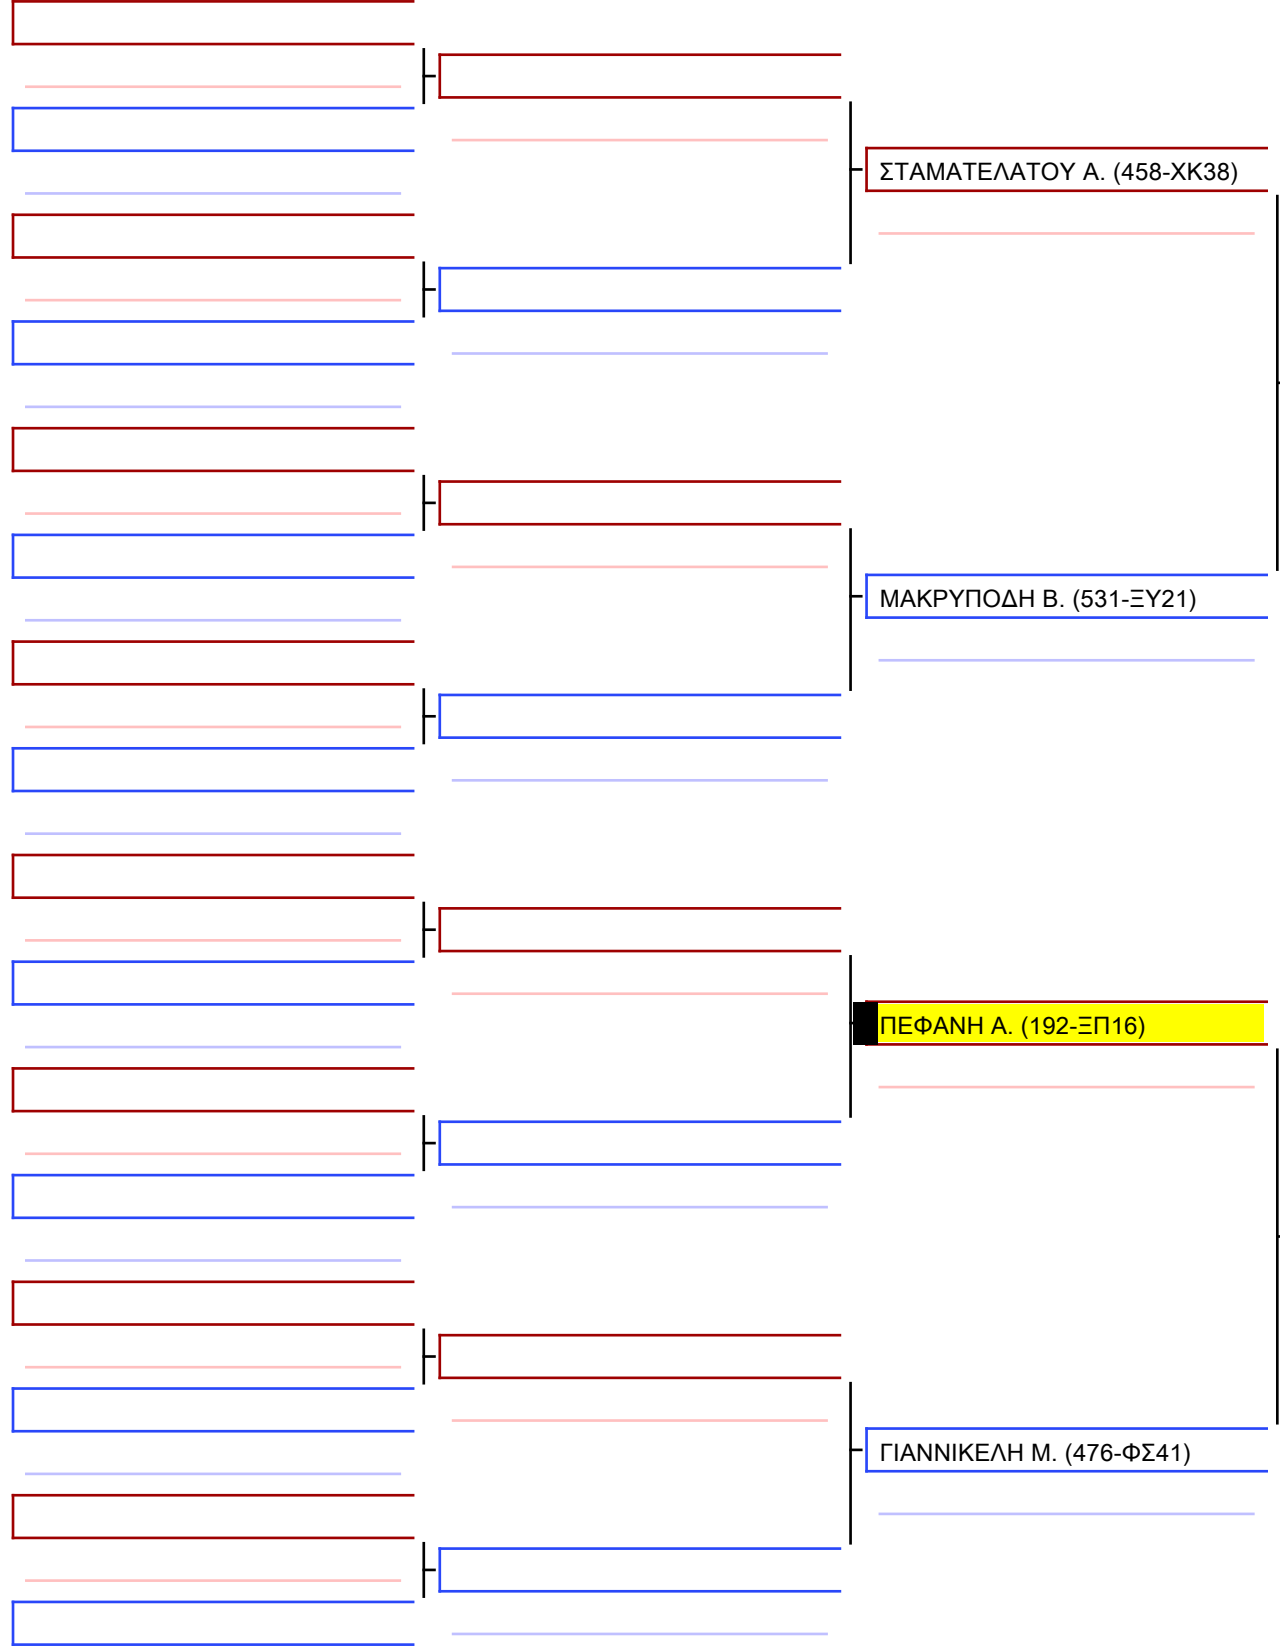 ΣΤΑΜΑΤΕΛΑΤΟΥ Α. (458-ΧΚ38)
ΜΑΚΡΥΠΟΔΗ Β. (531-ΞΥ21)
ΠΕΦΑΝΗ Α. (192-ΞΠ16)
ΓΙΑΝΝΙΚΕΛΗ Μ. (476-ΦΣ41)